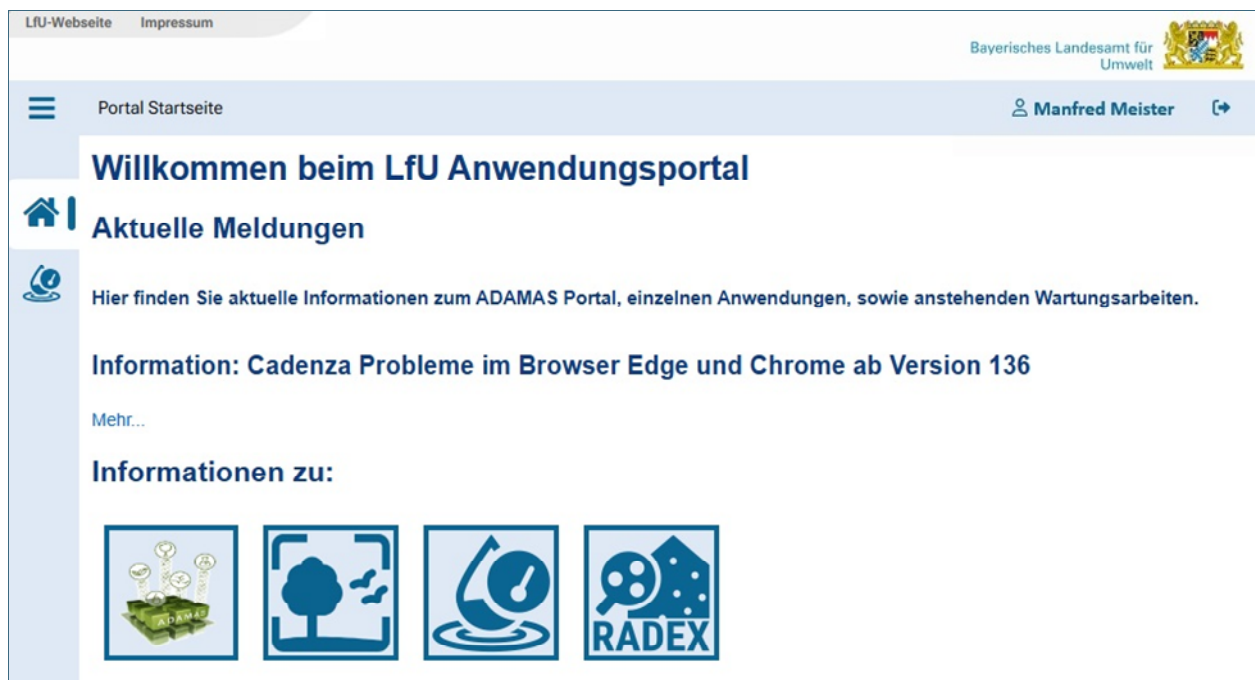 LfU-Webseite Impressum
Bayerisches Landesamt für
Umwelt
Portal Startseite
Manfred Meister
Willkommen beim LfU Anwendungsportal
Aktuelle Meldungen
Hier finden Sie aktuelle Informationen zum ADAMAS Portal, einzelnen Anwendungen, sowie anstehenden Wartungsarbeiten.
Information: Cadenza Probleme im Browser Edge und Chrome ab Version 136
Mehr...
Informationen zu:
ADAMAS
RADEX